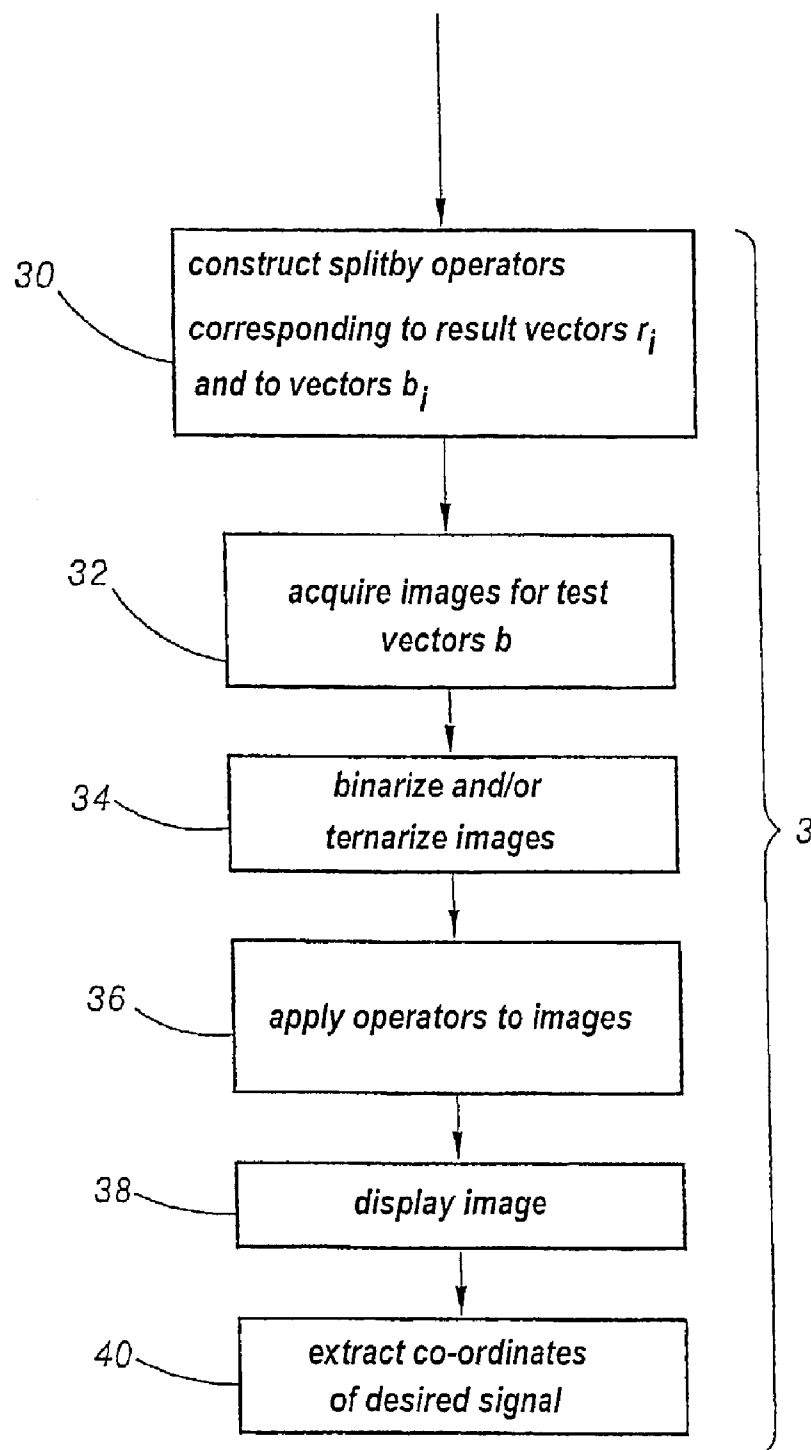 30
construct splitby operators
corresponding to result vectors ri
and to vectors bi
32
acquire images for test
vectors b
34
binarize and/or
ternarize images
3
36
apply operators to images
38
display image
40
extract co-ordinates
of desired signal